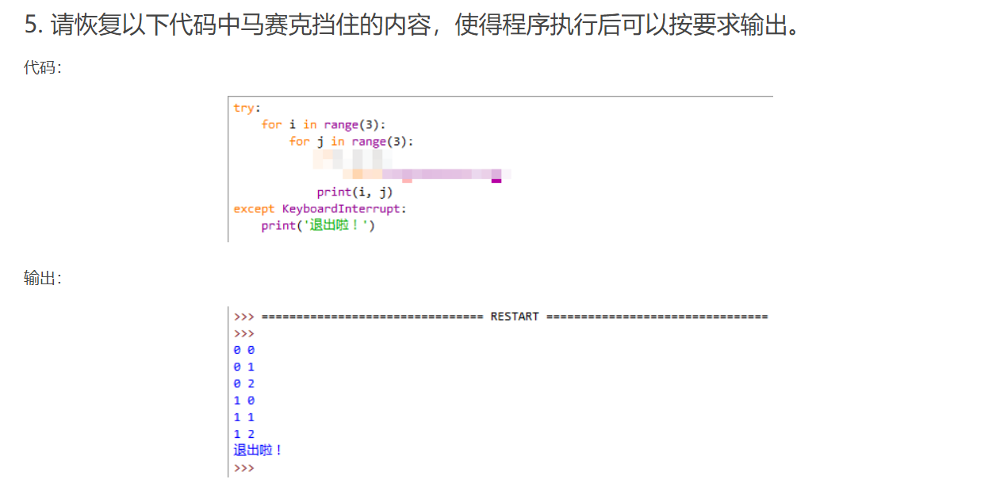 5. 请恢复以下代码中马赛克挡住的内容，使得程序执行后可以按要求输出。
代码：
try:
    for i in range(3):
        for j in range(3):
            print(i, j)
except KeyboardInterrupt:
    print('退出啦！')
输出：
>>> ================================ RESTART ================================
>>>
0 0
0 1
0 2
1 0
1 1
1 2
退出啦！
>>>